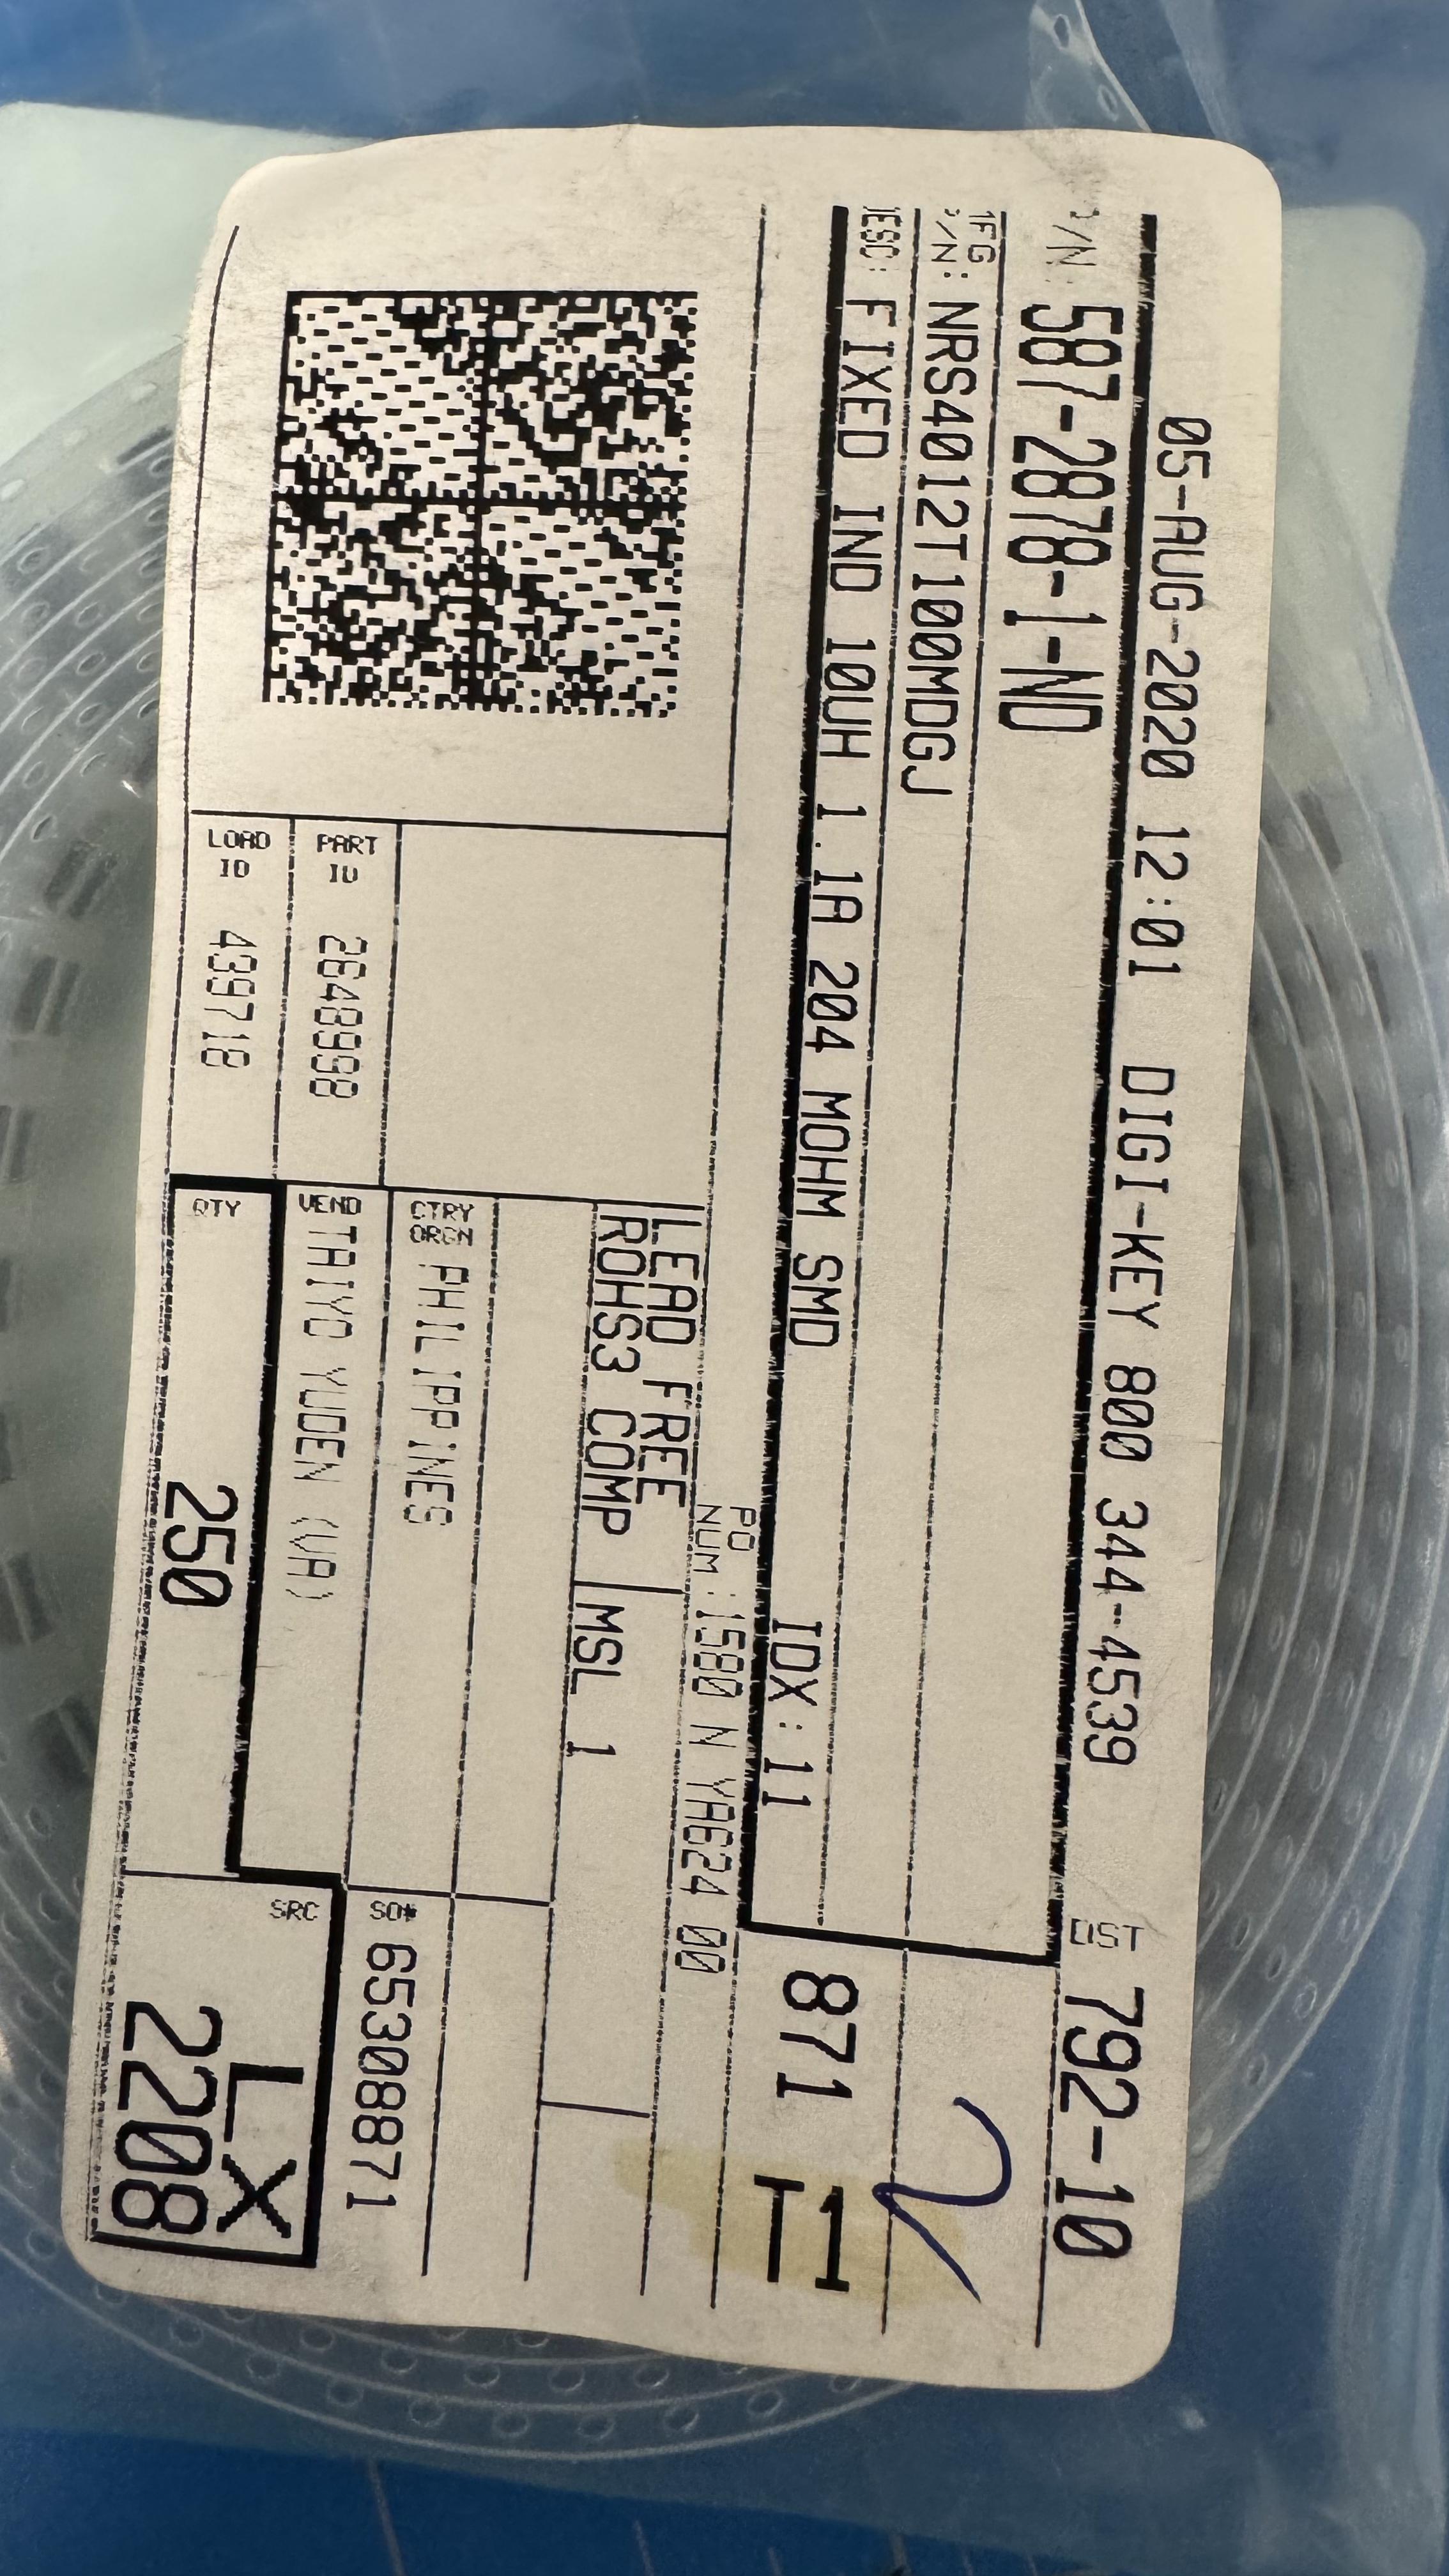 05-AUG-2020 12:01 DIGI-KEY 800 344-4539
LIST 792-10
P/N: 587-2878-1-ND
MFG P/N: NRS4012T100MDGJ
DESC: FIXED IND 10UH 1.1A 204 MOHM SMD
IDX: 11
871 T1
PO NUM: 1580 N YA624 00
LEAD FREE
ROHS3 COMP
MSL 1
CTRY ORGN PHILIPPINES
PART ID 2648998
VEND TAIYO YUDEN (VA)
SO# 65308871
LOAD ID 439718
QTY 250
SRC LX
2208